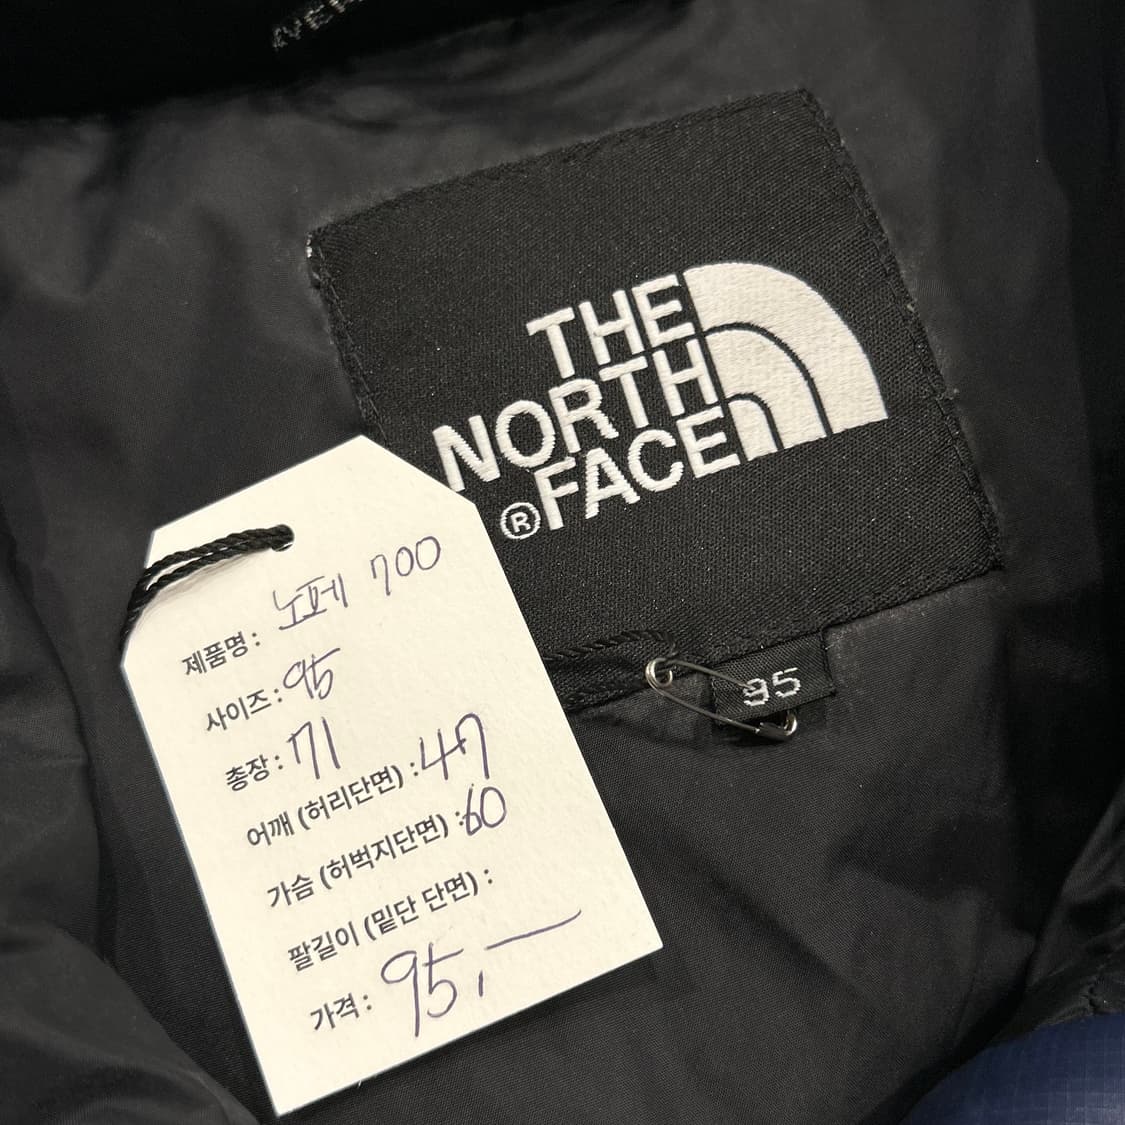 THE
NORTH
FACE
®
95
제품명 : 노페 700
사이즈 : 95
총장 : 71
어깨 (허리단면) : 47
가슴 (허벅지단면) : 60
팔길이 (밑단 단면) :
가격 : 95,—